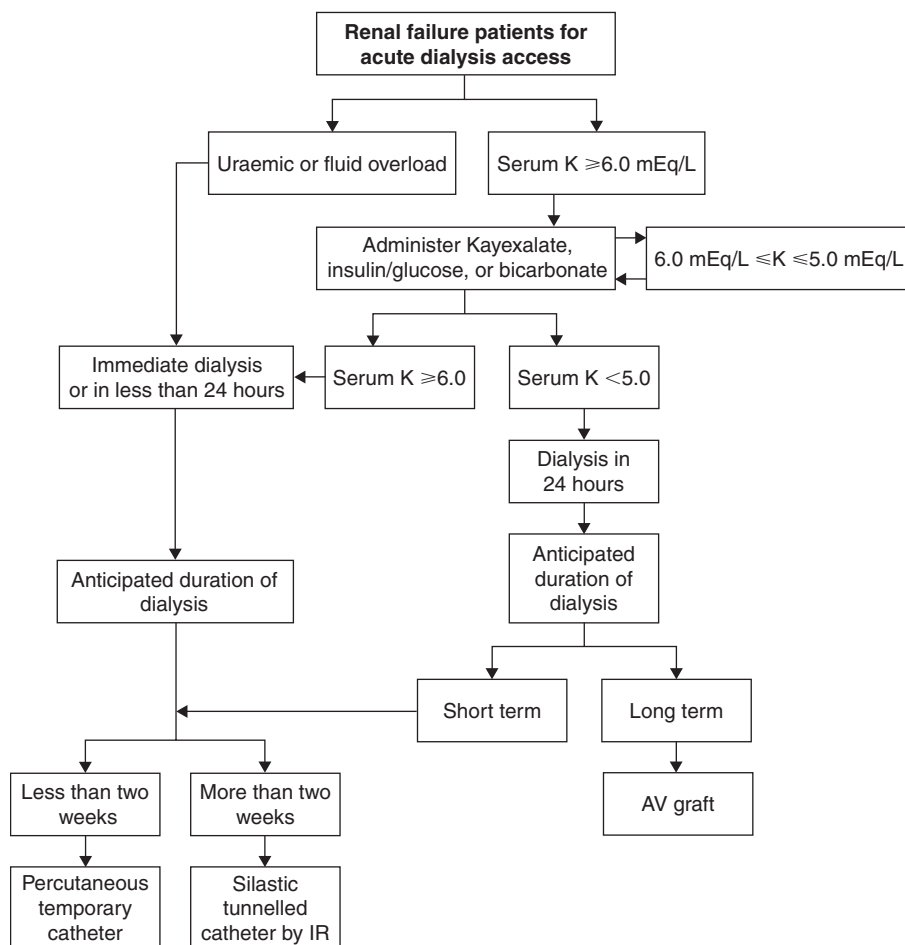 Renal failure patients for
acute dialysis access
Uraemic or fluid overload
Serum K ⩾6.0 mEq/L
Administer Kayexalate,
insulin/glucose, or bicarbonate
6.0 mEq/L ⩽K ⩽5.0 mEq/L
Immediate dialysis
or in less than 24 hours
Serum K ⩾6.0
Serum K <5.0
Dialysis in
24 hours
Anticipated duration of
dialysis
Anticipated
duration of
dialysis
Short term
Long term
Less than two
weeks
More than two
weeks
AV graft
Percutaneous
temporary
catheter
Silastic
tunnelled
catheter by IR